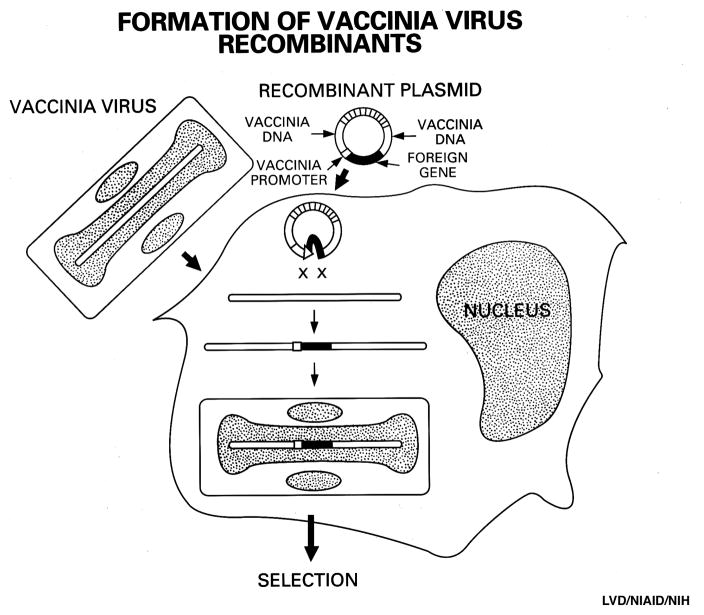 FORMATION OF VACCINIA VIRUS
RECOMBINANTS
VACCINIA VIRUS
RECOMBINANT PLASMID
VACCINIA
DNA
VACCINIA
DNA
VACCINIA
PROMOTER
FOREIGN
GENE
X X
NUCLEUS
SELECTION
LVD/NIAID/NIH